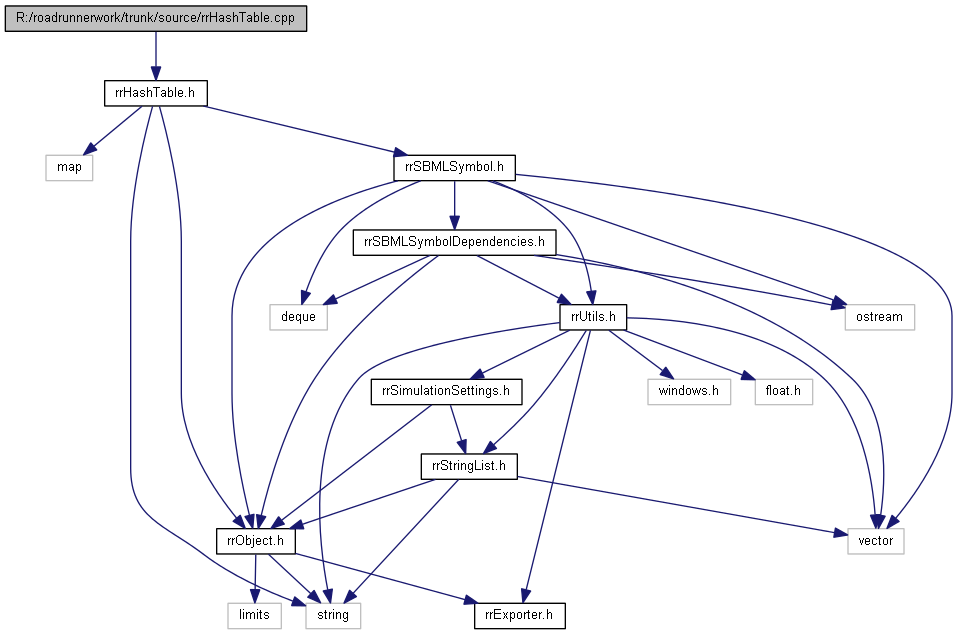 R:/roadrunnerwork/trunk/source/rrHashTable.cpp
rrHashTable.h
map
rrSBMLSymbol.h
rrSBMLSymbolDependencies.h
deque
rrUtils.h
ostream
rrSimulationSettings.h
windows.h
float.h
rrStringList.h
rrObject.h
vector
limits
string
rrExporter.h